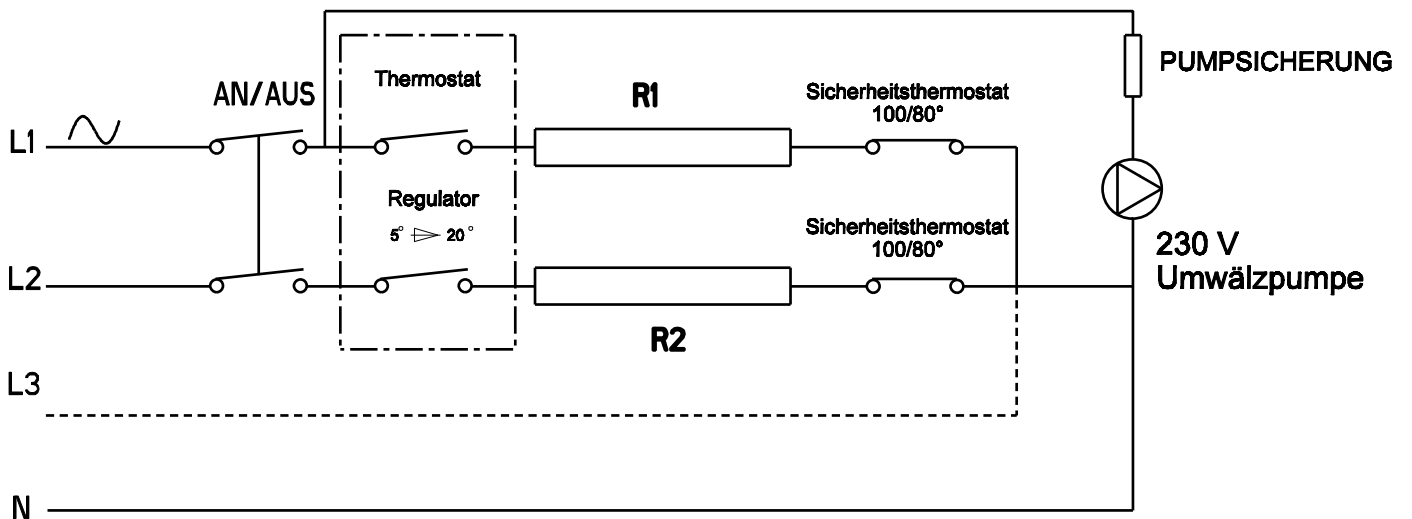 PUMPSICHERUNG
Thermostat
AN/AUS
R1
Sicherheitsthermostat
100/80°
L1
Regulator
5° 20°
Sicherheitsthermostat
100/80°
230 V
Umwälzpumpe
L2
R2
L3
N